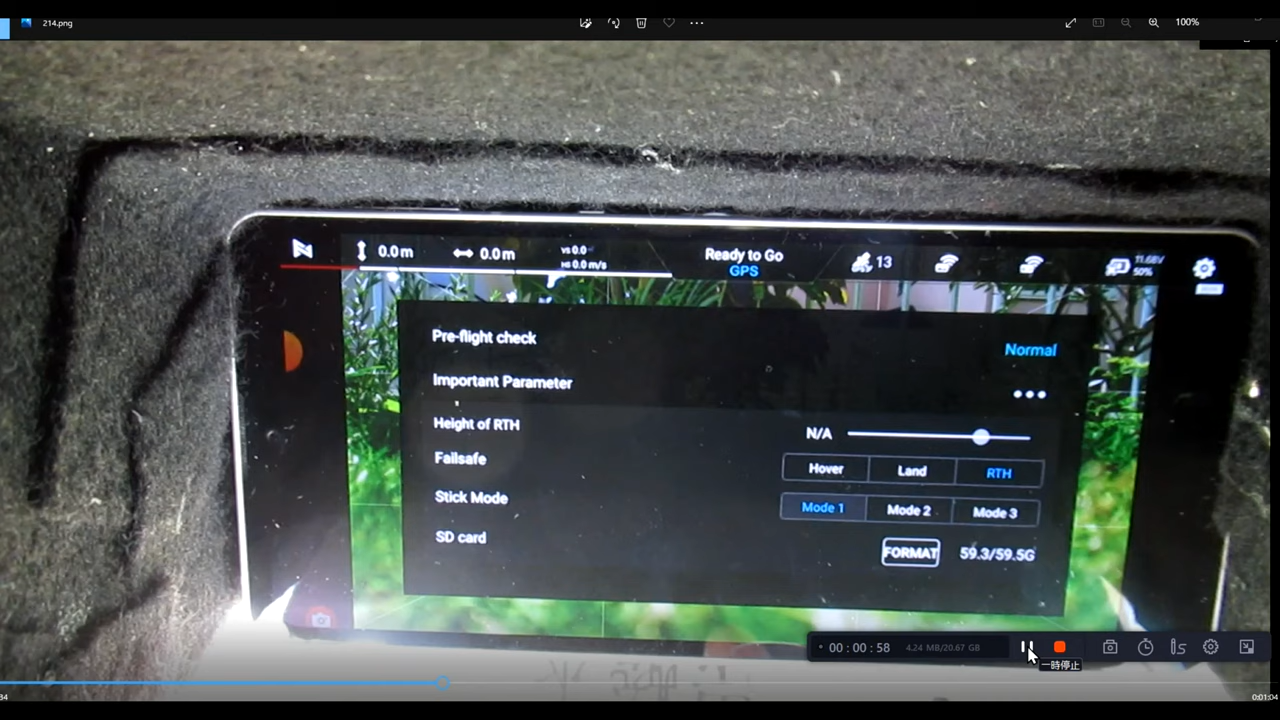 214.png
100%
0.0m
0.0m
VS 0.0
HS 0.0 m/s
Ready to Go
GPS
13
11.68V
50%
Pre-flight check
Normal
Important Parameter
Height of RTH
N/A
Failsafe
Hover Land RTH
Stick Mode
Mode 1 Mode 2 Mode 3
SD card
FORMAT 59.3/59.5G
00 : 00 : 58
4.24 MB/20.67 GB
一時停止
34
0:01:04